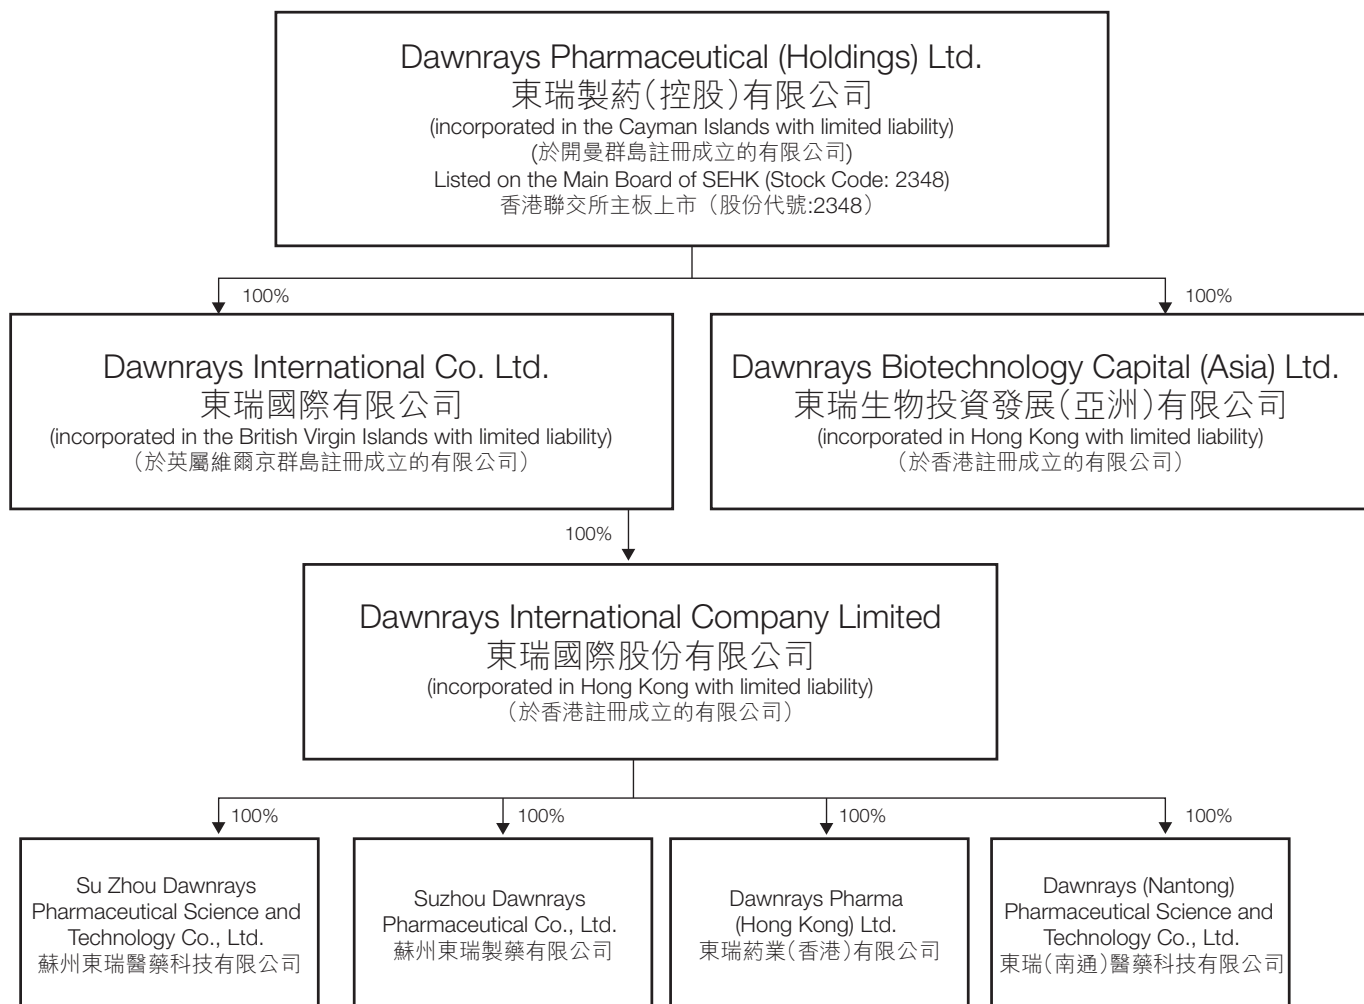 Dawnrays Pharmaceutical (Holdings) Ltd.
東瑞製葯(控股)有限公司
(incorporated in the Cayman Islands with limited liability)
(於開曼群島註冊成立的有限公司)
Listed on the Main Board of SEHK (Stock Code: 2348)
香港聯交所主板上市（股份代號:2348）
100%
100%
Dawnrays International Co. Ltd.
東瑞國際有限公司
(incorporated in the British Virgin Islands with limited liability)
（於英屬維爾京群島註冊成立的有限公司）
Dawnrays Biotechnology Capital (Asia) Ltd.
東瑞生物投資發展(亞洲)有限公司
(incorporated in Hong Kong with limited liability)
（於香港註冊成立的有限公司）
100%
Dawnrays International Company Limited
東瑞國際股份有限公司
(incorporated in Hong Kong with limited liability)
（於香港註冊成立的有限公司）
100%
100%
100%
100%
Su Zhou Dawnrays
Pharmaceutical Science and
Technology Co., Ltd.
蘇州東瑞醫藥科技有限公司
Suzhou Dawnrays
Pharmaceutical Co., Ltd.
蘇州東瑞製藥有限公司
Dawnrays Pharma
(Hong Kong) Ltd.
東瑞葯業(香港)有限公司
Dawnrays (Nantong)
Pharmaceutical Science and
Technology Co., Ltd.
東瑞(南通)醫藥科技有限公司